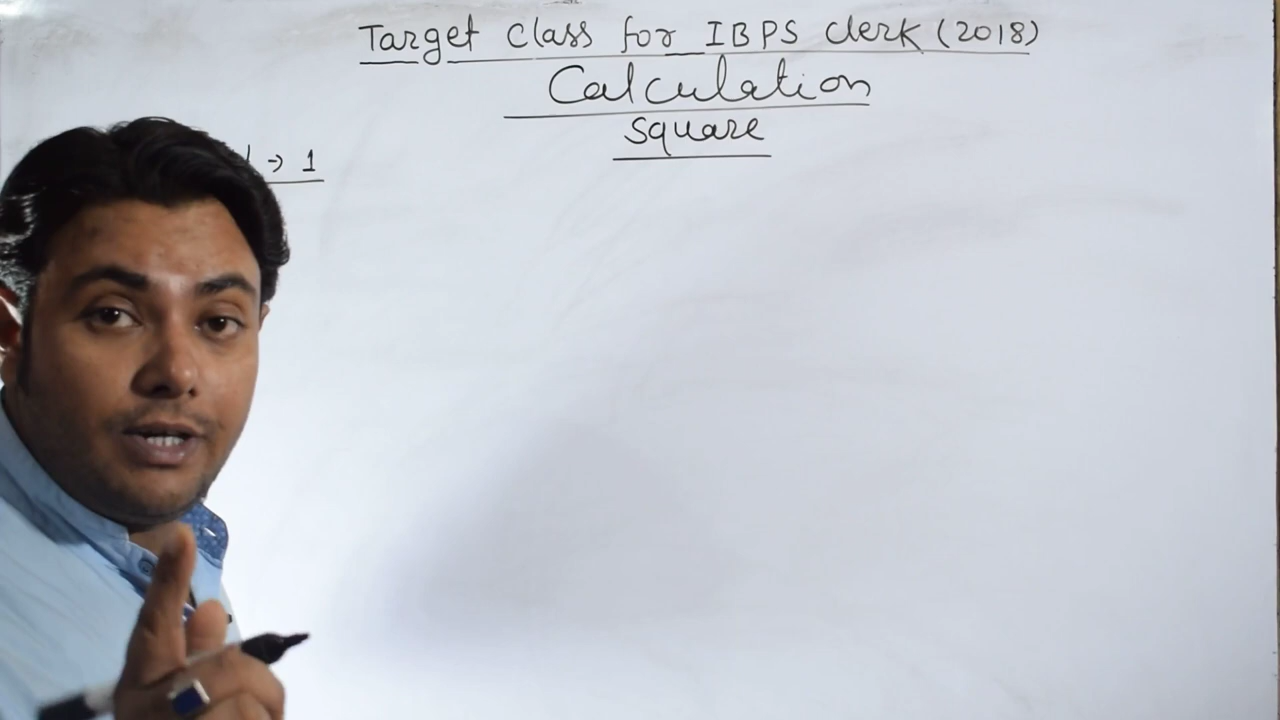 Target Class for IBPS Clerk (2018)
Calculation
Square
→ 1